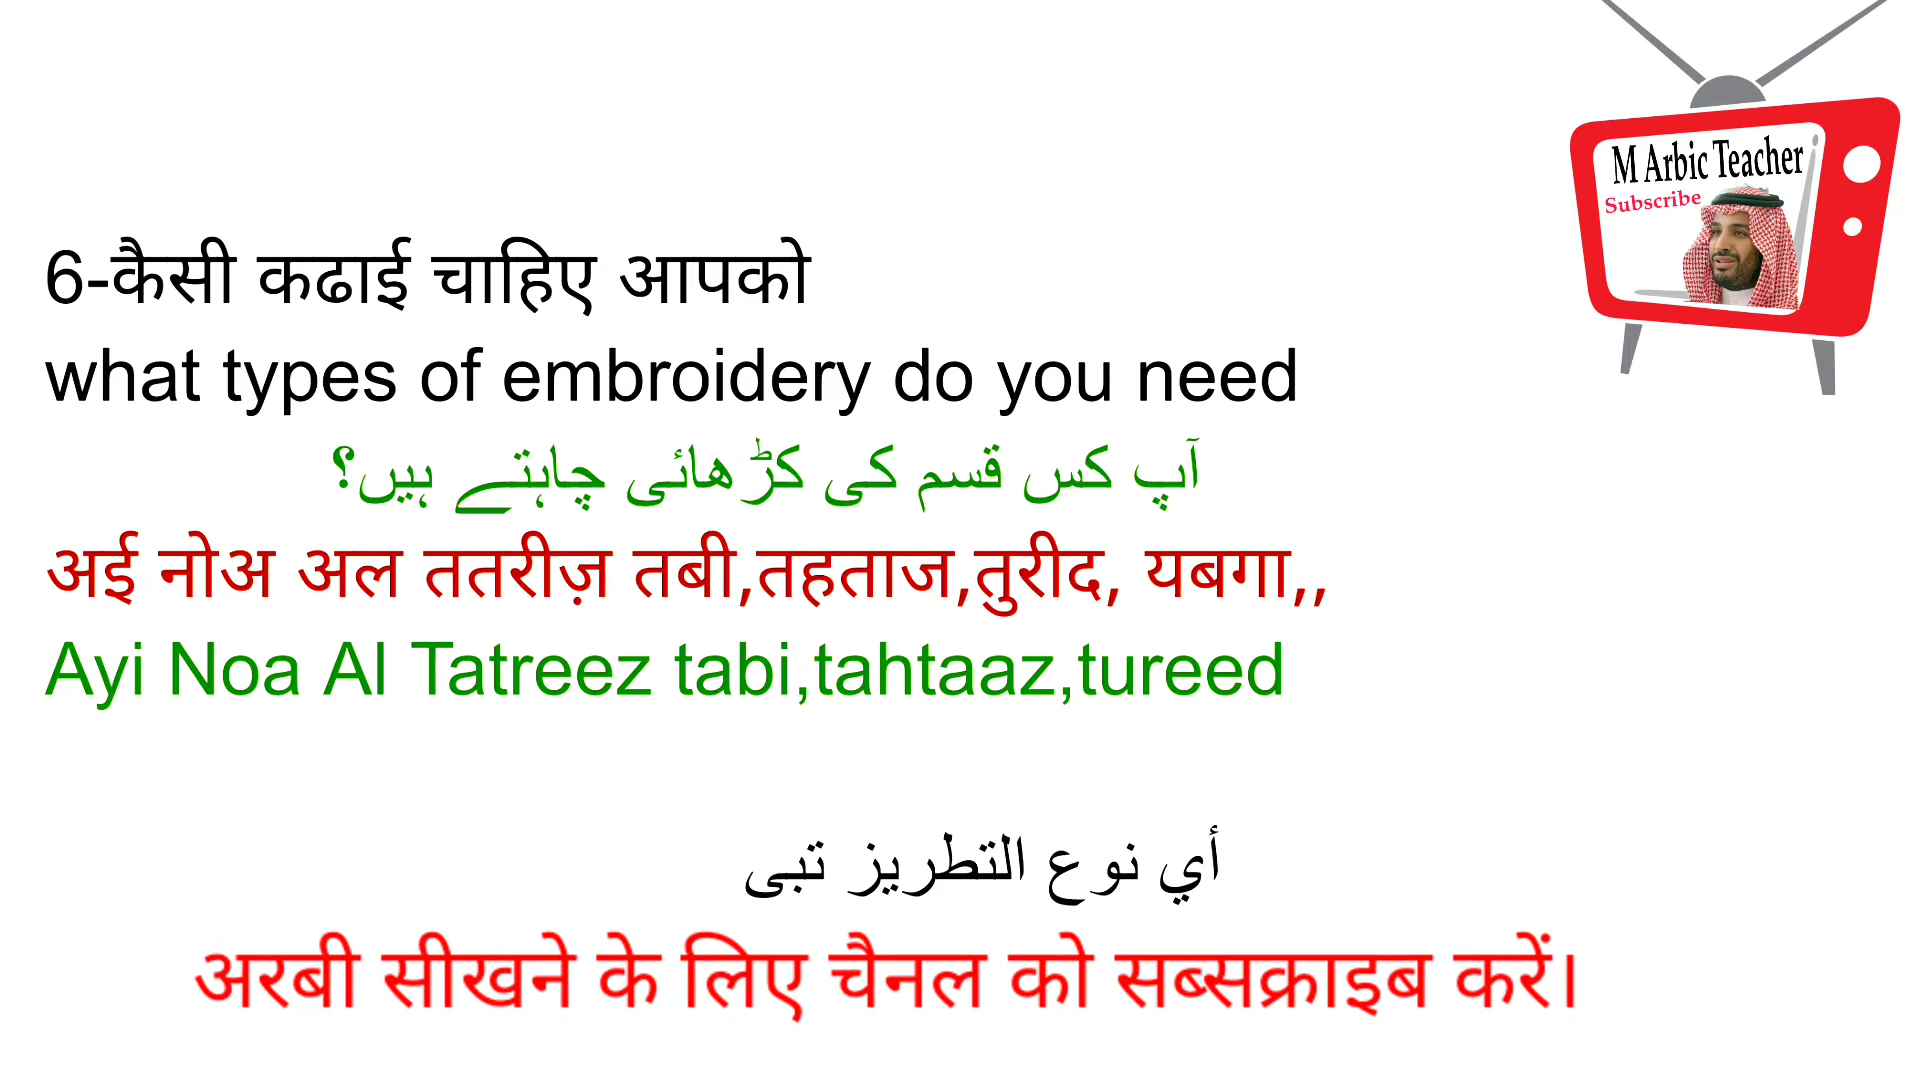 M Arbic Teacher
Subscribe
6-कैसी कढाई चाहिए आपको
what types of embroidery do you need
آپ کس قسم کی کڑھائی چاہتے ہیں؟
अई नोअ अल ततरीज़ तबी,तहताज,तुरीद, यबगा,,
Ayi Noa Al Tatreez tabi,tahtaaz,tureed
أي نوع التطريز تبى
अरबी सीखने के लिए चैनल को सब्सक्राइब करें।